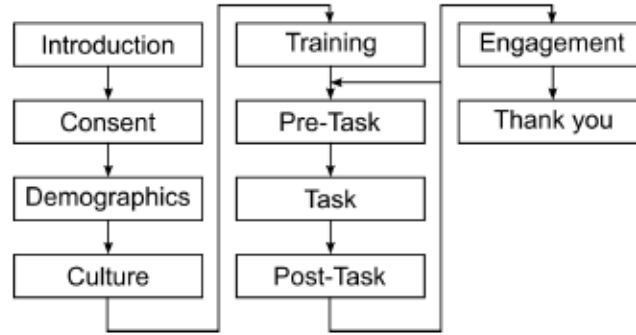 Introduction
Consent
Demographics
Culture
Training
Pre-Task
Task
Post-Task
Engagement
Thank you